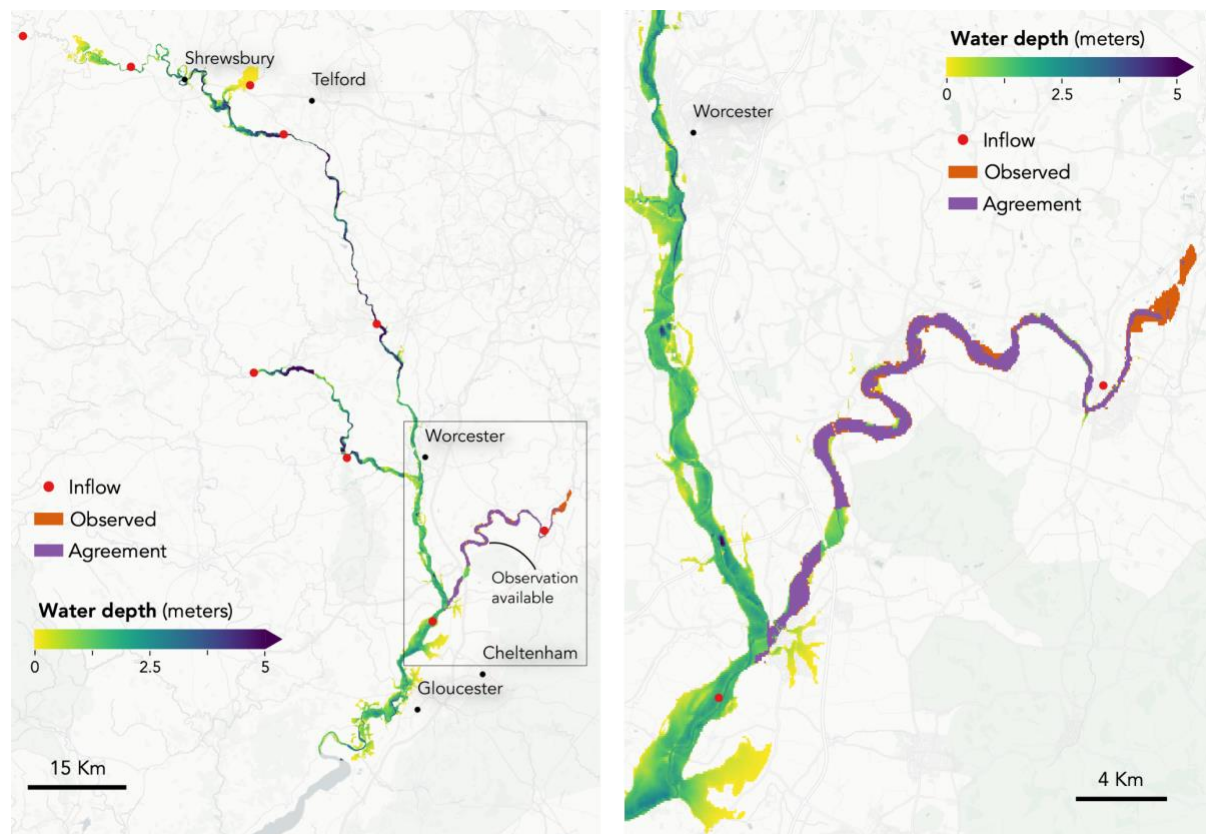 Shrewsbury
Telford
Worcester
Inflow
Observed
Agreement
Observation
available
Water depth (meters)
0 2.5 5
Cheltenham
Gloucester
15 Km
Water depth (meters)
0 2.5 5
Worcester
Inflow
Observed
Agreement
4 Km